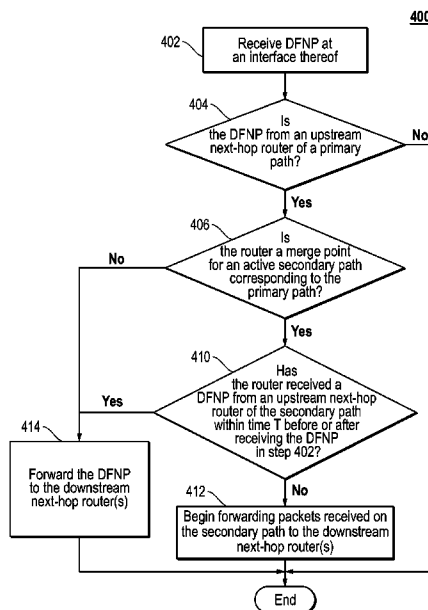 400
402
Receive DFNP at
an interface thereof
404
Is
the DFNP from an upstream
next-hop router of a primary
path?
No
Yes
406
Is
the router a merge point
for an active secondary path
corresponding to the
primary path?
No
Yes
410
Has
the router received a
DFNP from an upstream next-hop
router of the secondary path
within time T before or after
receiving the DFNP
in step 402?
Yes
No
414
Forward the DFNP
to the downstream
next-hop router(s)
412
Begin forwarding packets received on
the secondary path to the downstream
next-hop router(s)
End